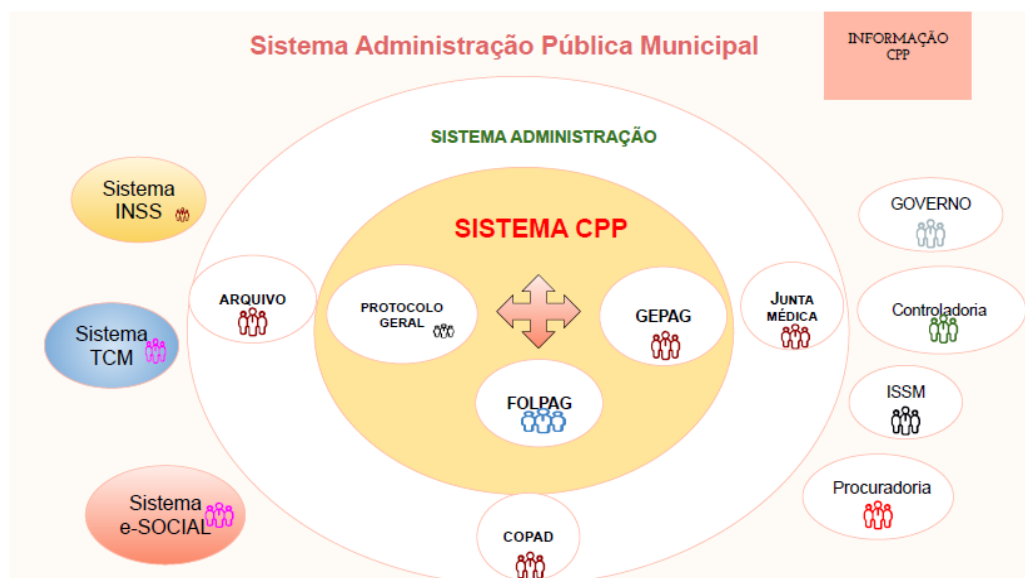 Sistema Administração Pública Municipal
INFORMAÇÃO
CPP
SISTEMA ADMINISTRAÇÃO
Sistema
INSS
SISTEMA CPP
GOVERNO
ARQUIVO
PROTOCOLO
GERAL
GEPAG
JUNTA
MÉDICA
Controladoria
Sistema
TCM
FOLPAG
ISSM
Sistema
e-SOCIAL
Procuradoria
COPAD